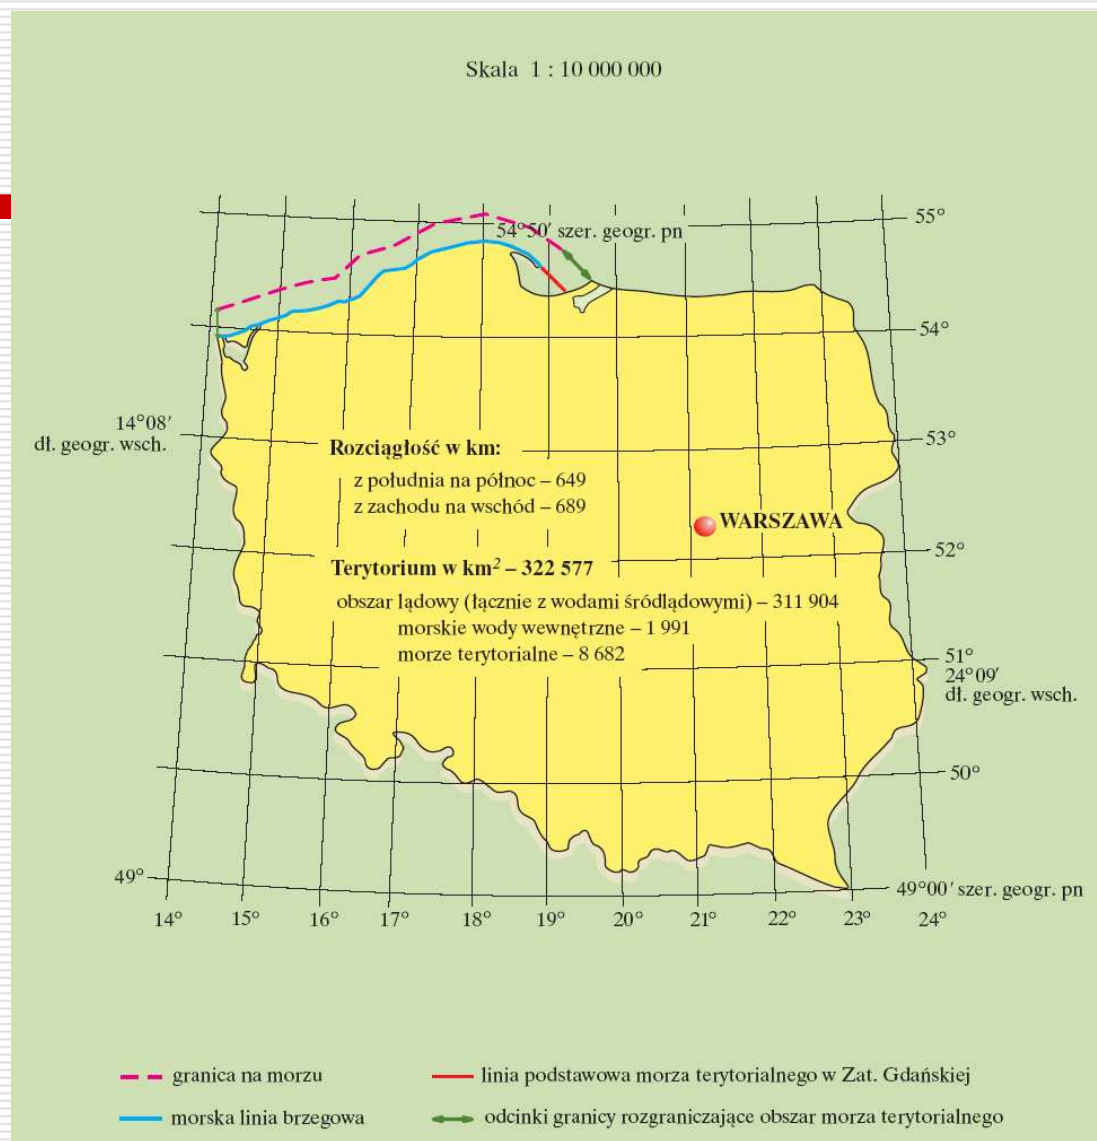 Skala 1 : 10 000 000
55°
54°50′ szer. geogr. pn
54°
14°08′
dł. geogr. wsch.
53°
Rozciągłość w km:
z południa na północ – 649
z zachodu na wschód – 689
WARSZAWA
52°
Terytorium w km² – 322 577
obszar lądowy (łącznie z wodami śródlądowymi) – 311 904
morskie wody wewnętrzne – 1 991
morze terytorialne – 8 682
51°
24°09′
dł. geogr. wsch.
50°
49°
49°00′ szer. geogr. pn
14° 15° 16° 17° 18° 19° 20° 21° 22° 23° 24°
granica na morzu
linia podstawowa morza terytorialnego w Zat. Gdańskiej
morska linia brzegowa
odcinki granicy rozgraniczające obszar morza terytorialnego